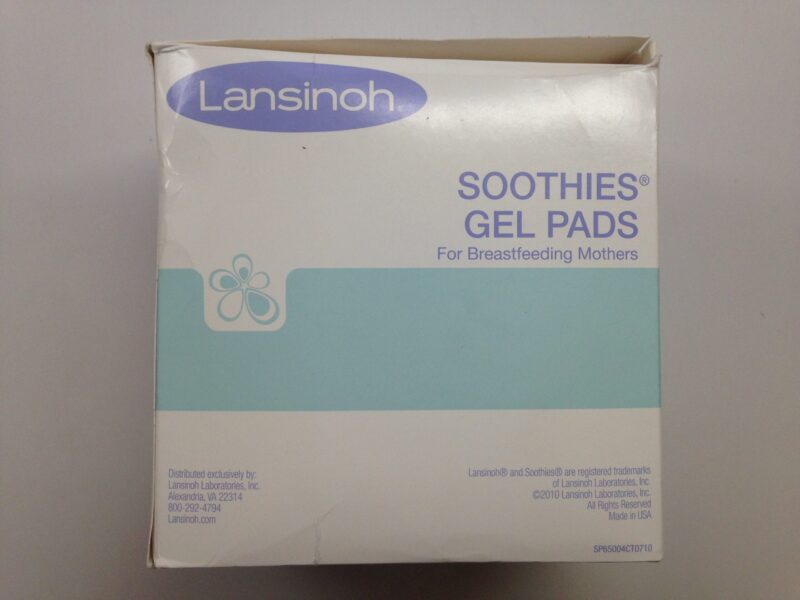 Lansinoh
SOOTHIES®
GEL PADS
For Breastfeeding Mothers
Distributed exclusively by:
Lansinoh Laboratories, Inc.
Alexandria, VA 22314
800-292-4794
Lansinoh.com
Lansinoh® and Soothies® are registered trademarks
of Lansinoh Laboratories, Inc.
©2010 Lansinoh Laboratories, Inc.
All Rights Reserved
Made in USA
SP65004CT0710